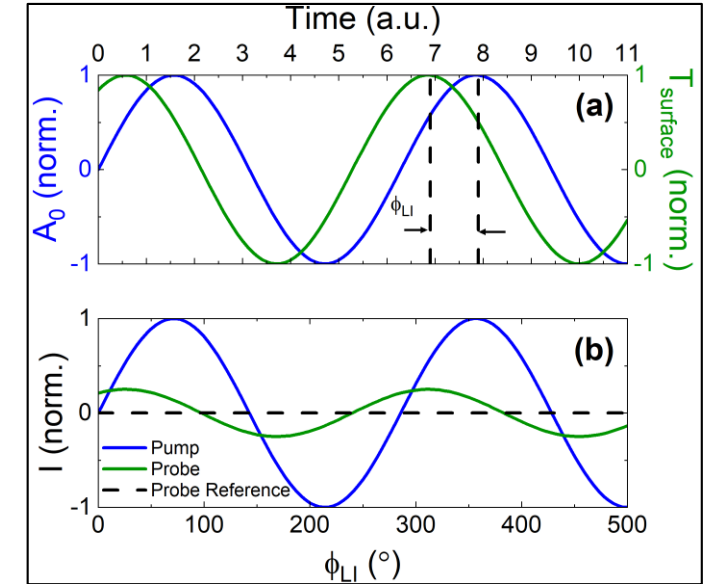 Time (a.u.)
0 1 2 3 4 5 6 7 8 9 10 11
1 0 -1
A₀ (norm.)
(a)
ϕLI
1 0 -1
Tsurface (norm.)
1 0 -1
I (norm.)
(b)
Pump
Probe
Probe Reference
0 100 200 300 400 500
ϕLI (°)